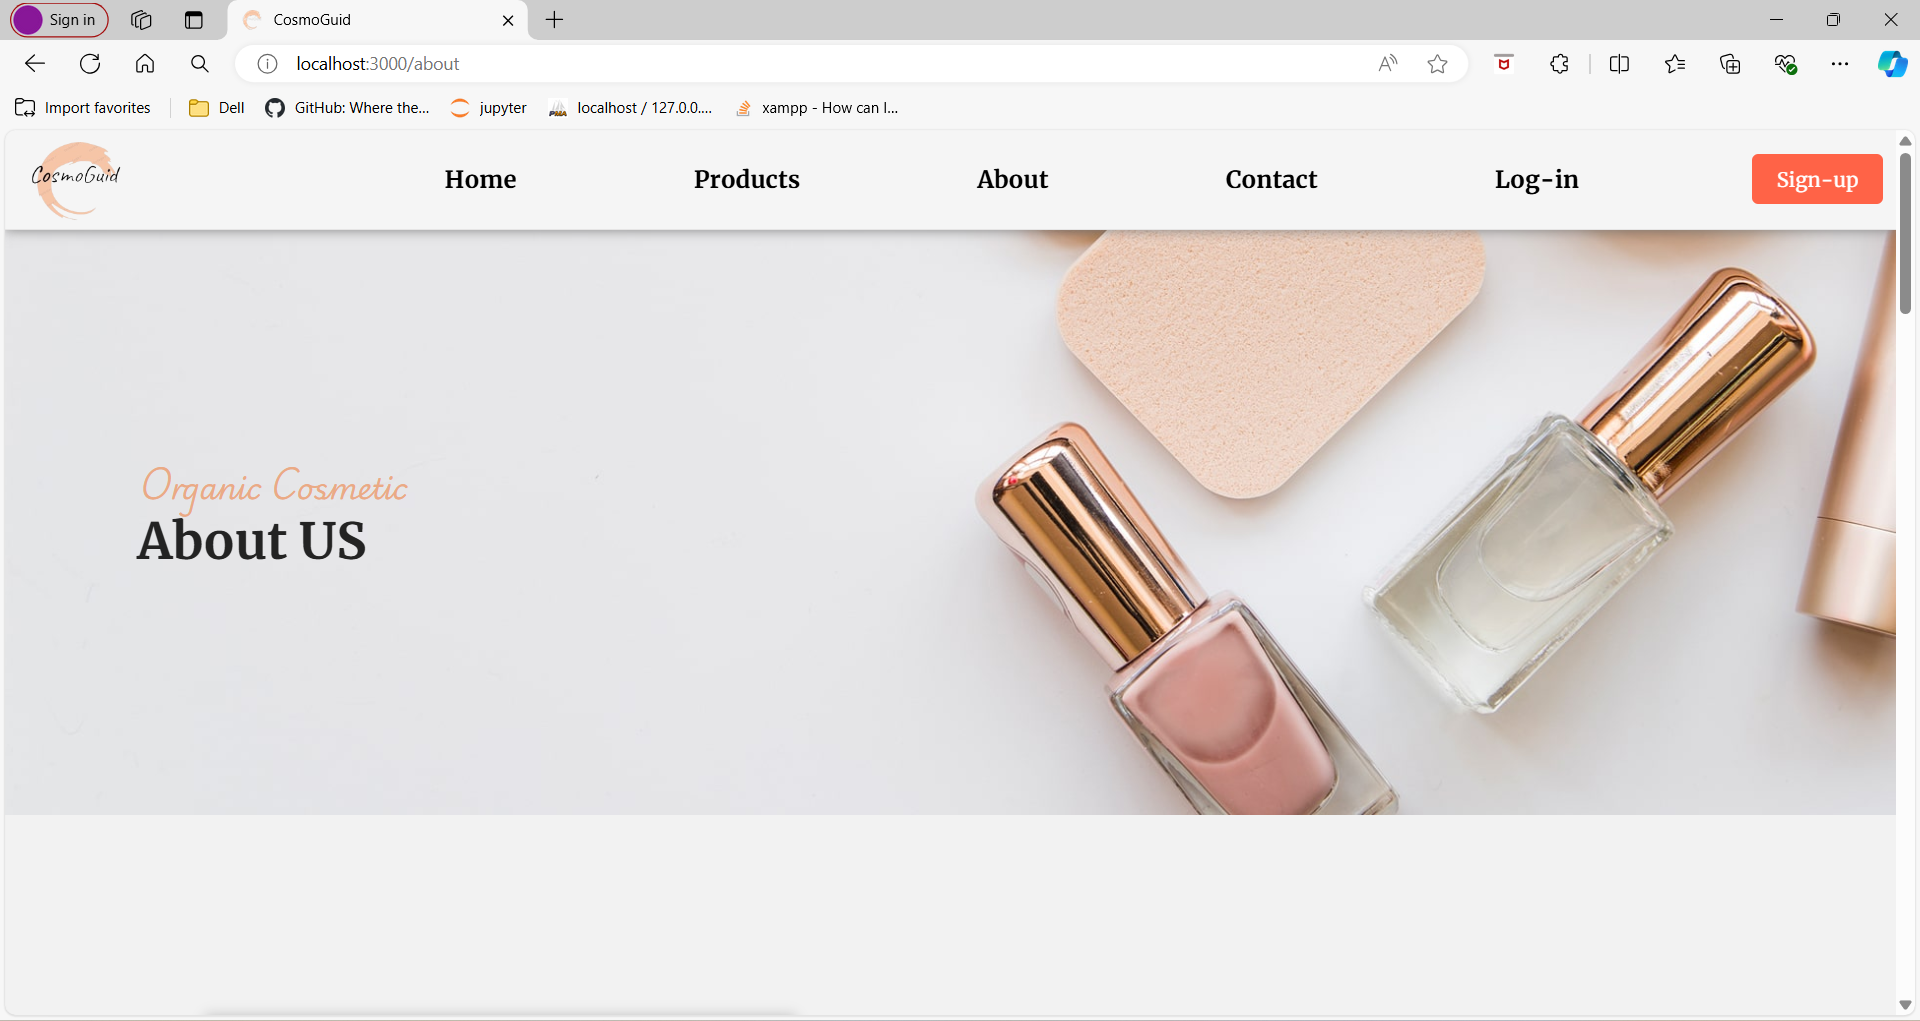 Sign in
CosmoGuid
localhost:3000/about
Import favorites
Dell
GitHub: Where the...
jupyter
localhost / 127.0.0....
xampp - How can I...
CosmoGuid
Home
Products
About
Contact
Log-in
Sign-up
Organic Cosmetic
About US